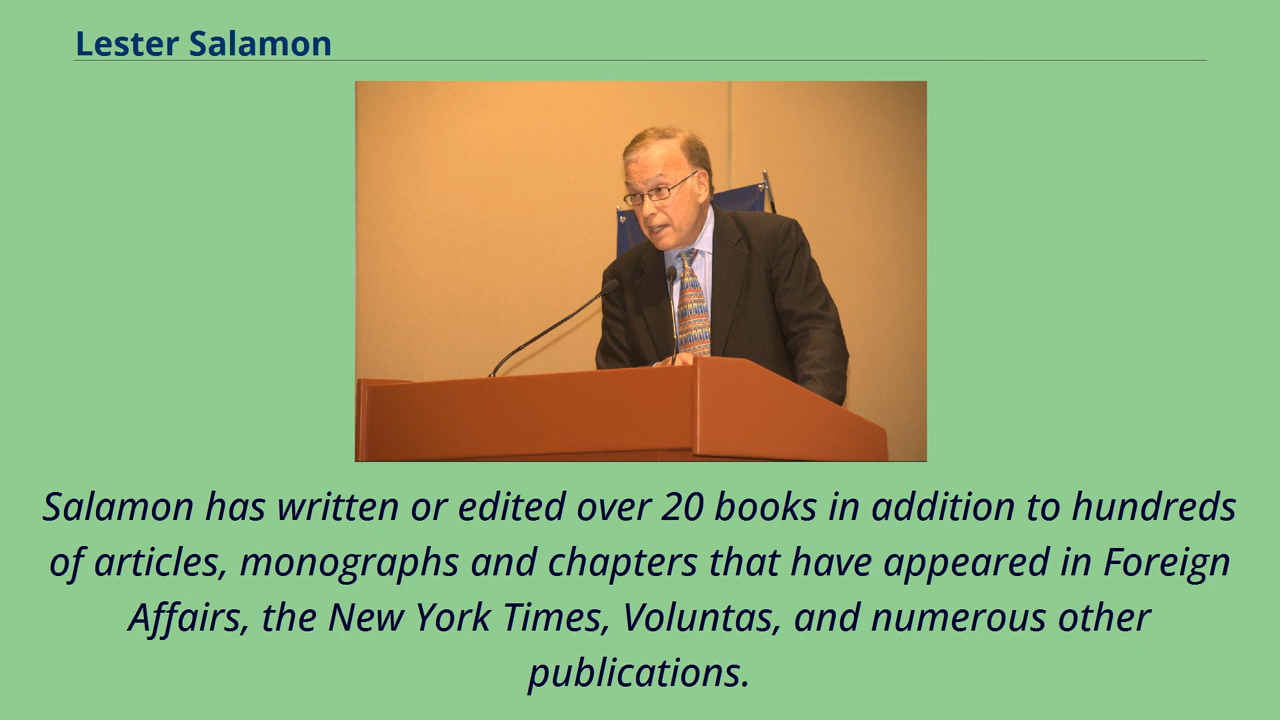 Lester Salamon
Salamon has written or edited over 20 books in addition to hundreds
of articles, monographs and chapters that have appeared in Foreign
Affairs, the New York Times, Voluntas, and numerous other
publications.